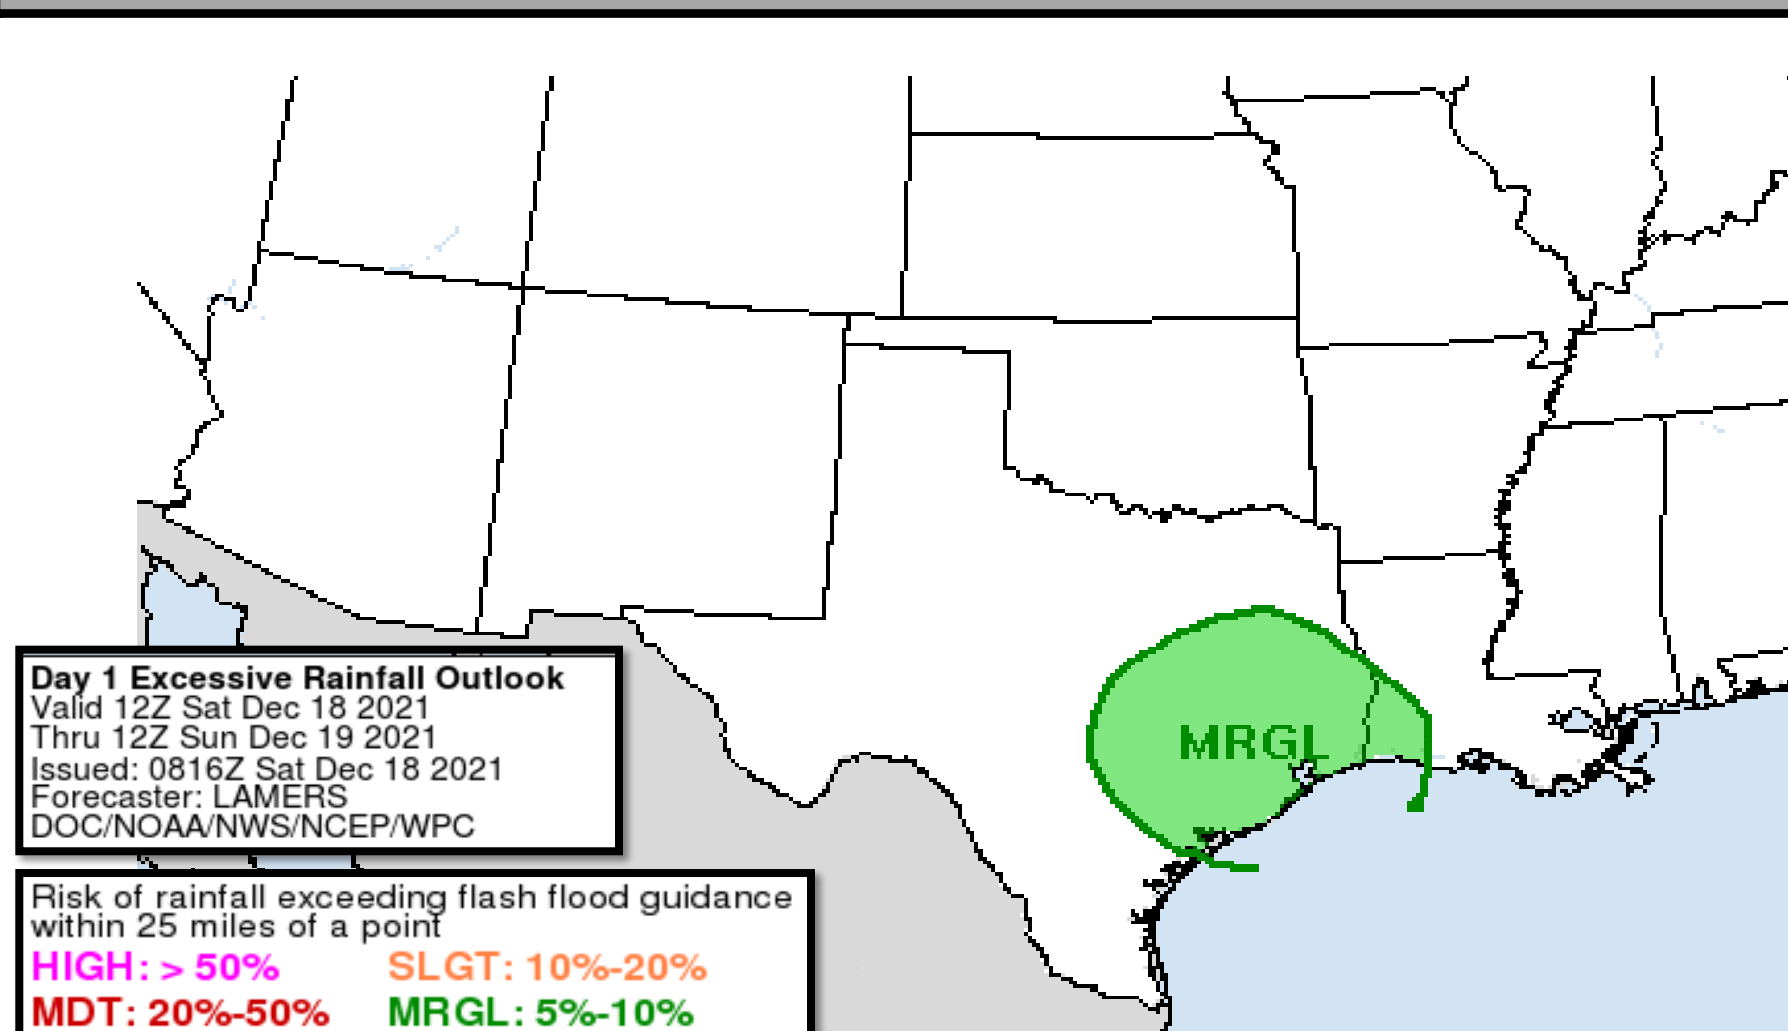 MRGL
Day 1 Excessive Rainfall Outlook
Valid 12Z Sat Dec 18 2021
Thru 12Z Sun Dec 19 2021
Issued: 0816Z Sat Dec 18 2021
Forecaster: LAMERS
DOC/NOAA/NWS/NCEP/WPC
Risk of rainfall exceeding flash flood guidance
within 25 miles of a point
HIGH: > 50% SLGT: 10%-20%
MDT: 20%-50% MRGL: 5%-10%